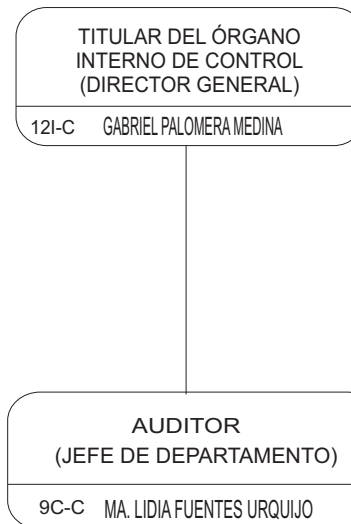 TITULAR DEL ÓRGANO
INTERNO DE CONTROL
(DIRECTOR GENERAL)
12I-C GABRIEL PALOMERA MEDINA
AUDITOR
(JEFE DE DEPARTAMENTO)
9C-C MA. LIDIA FUENTES URQUIJO